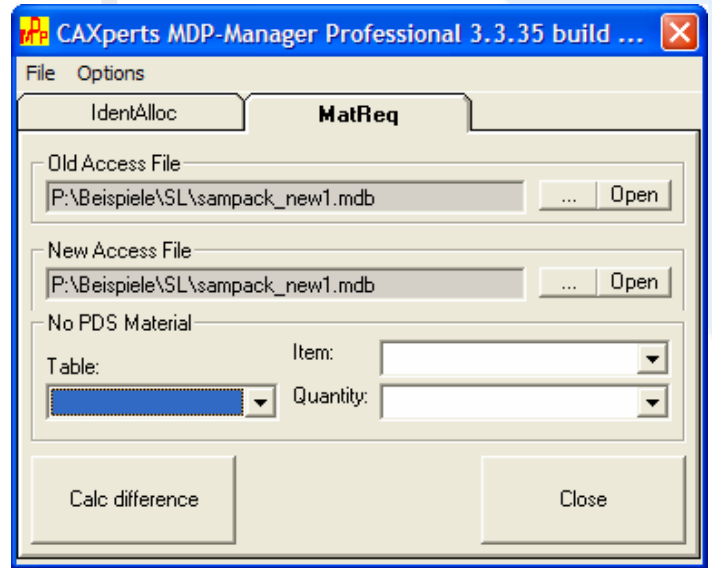 CAXperts MDP-Manager Professional 3.3.35 build ...
File Options
IdentAlloc MatReq
Old Access File
P:\Beispiele\SL\sampack_new1.mdb ... Open
New Access File
P:\Beispiele\SL\sampack_new1.mdb ... Open
No PDS Material
Table: Item:
Quantity:
Calc difference Close